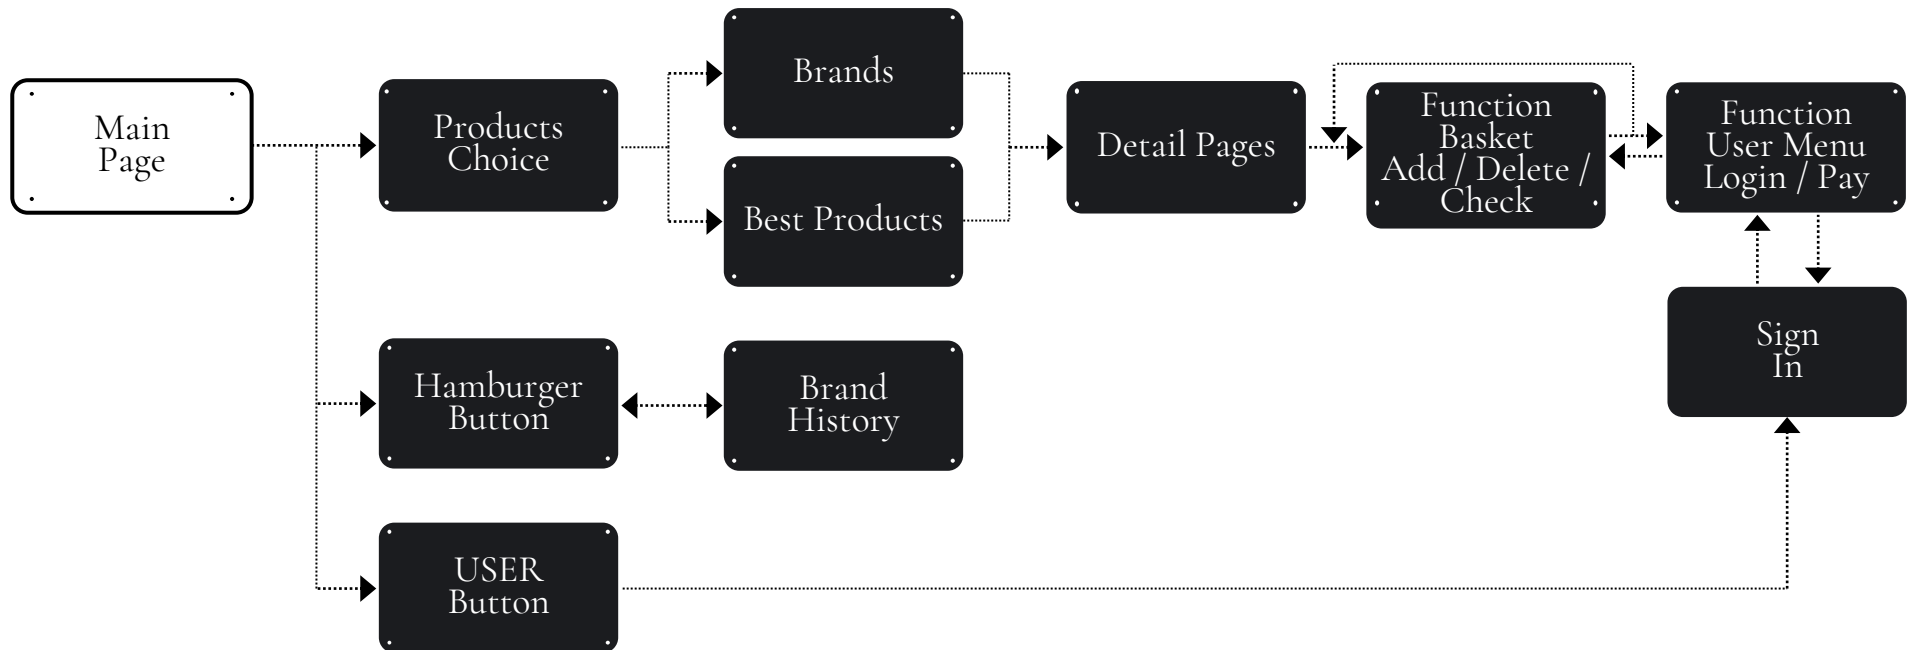 Main
Page
Products
Choice
Brands
Best Products
Detail Pages
Function
Basket
Add / Delete /
Check
Function
User Menu
Login / Pay
Sign
In
Hamburger
Button
Brand
History
USER
Button